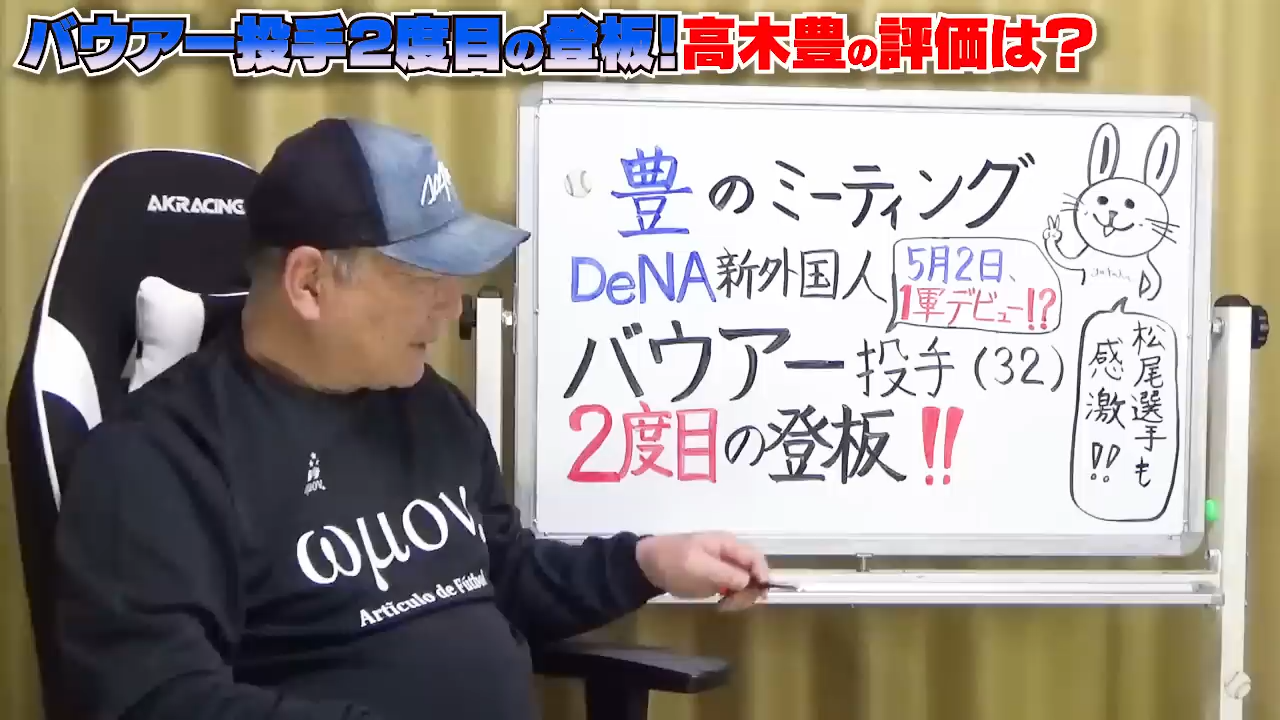 バウアー投手2度目の登板!高木豊の評価は?
AKRACING
豊のミーティング
DeNA新外国人
5月2日、
1軍デビュー!?
バウアー投手(32)
2度目の登板!!
松尾選手も
感激!!
ωμον
Artículo de Fútbol